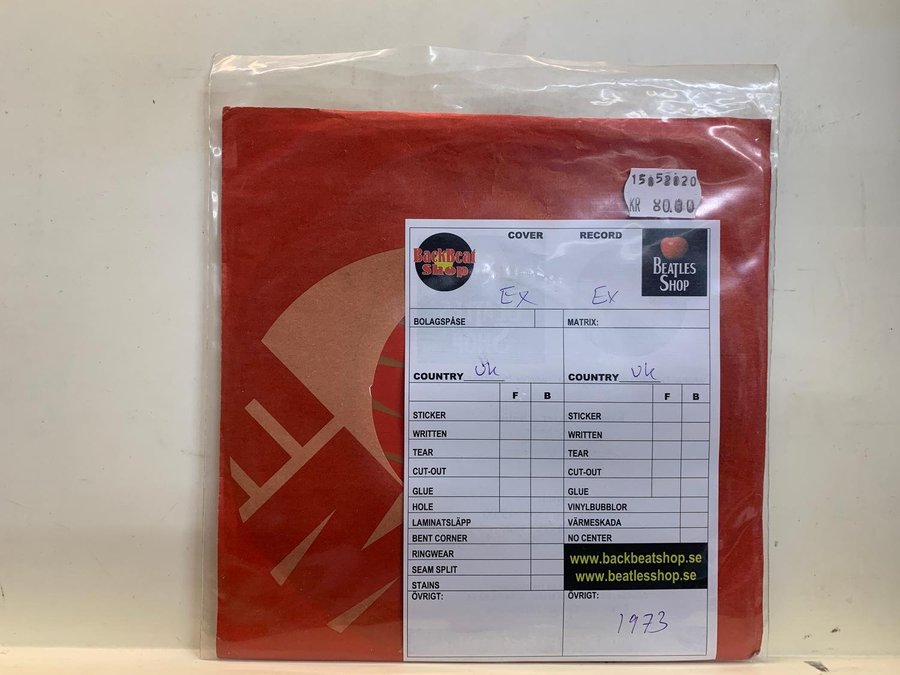 15052020
KR 80.00
COVER RECORD
BackBeat
Shop
BEATLES
SHOP
Ex Ex
BOLAGSPÅSE MATRIX:
COUNTRY UK COUNTRY UK
F B F B
STICKER STICKER
WRITTEN WRITTEN
TEAR TEAR
CUT-OUT CUT-OUT
GLUE GLUE
HOLE VINYLBUBBLOR
LAMINATSLÄPP VÄRMESKADA
BENT CORNER NO CENTER
RINGWEAR www.backbeatshop.se
SEAM SPLIT www.beatlesshop.se
STAINS
ÖVRIGT: ÖVRIGT:
1973